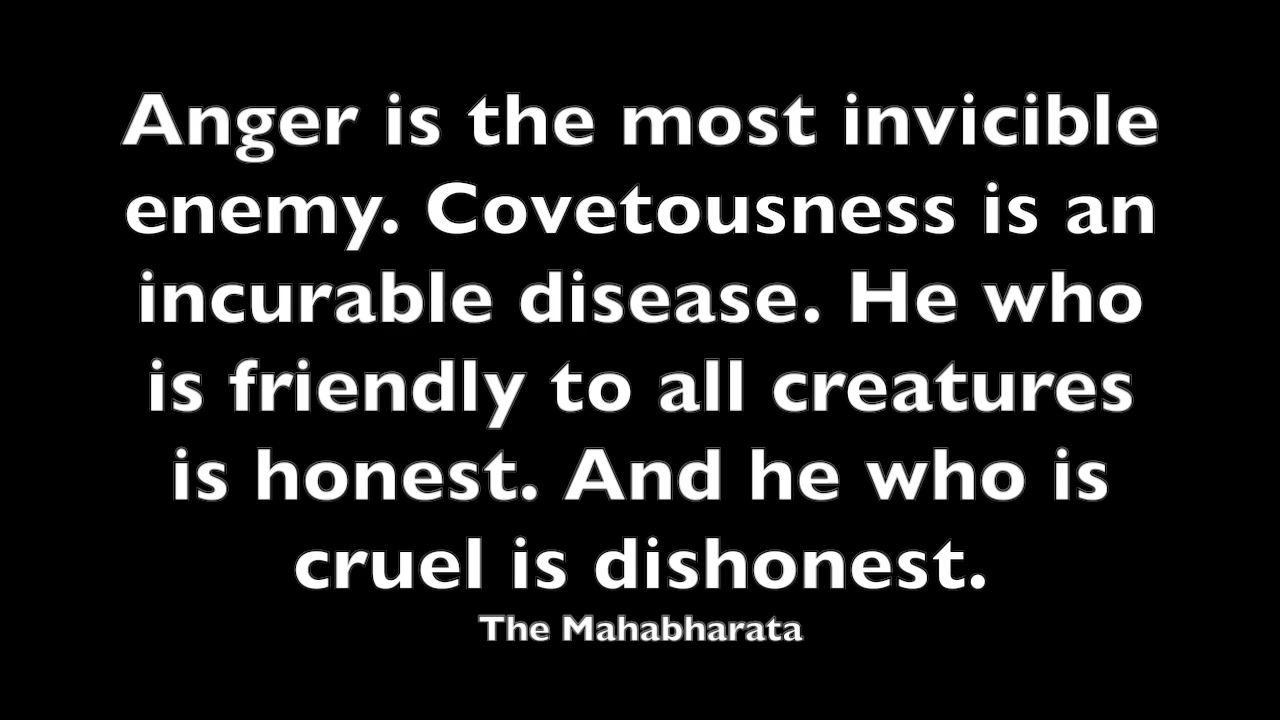 Anger is the most invicible
enemy. Covetousness is an
incurable disease. He who
is friendly to all creatures
is honest. And he who is
cruel is dishonest.
The Mahabharata